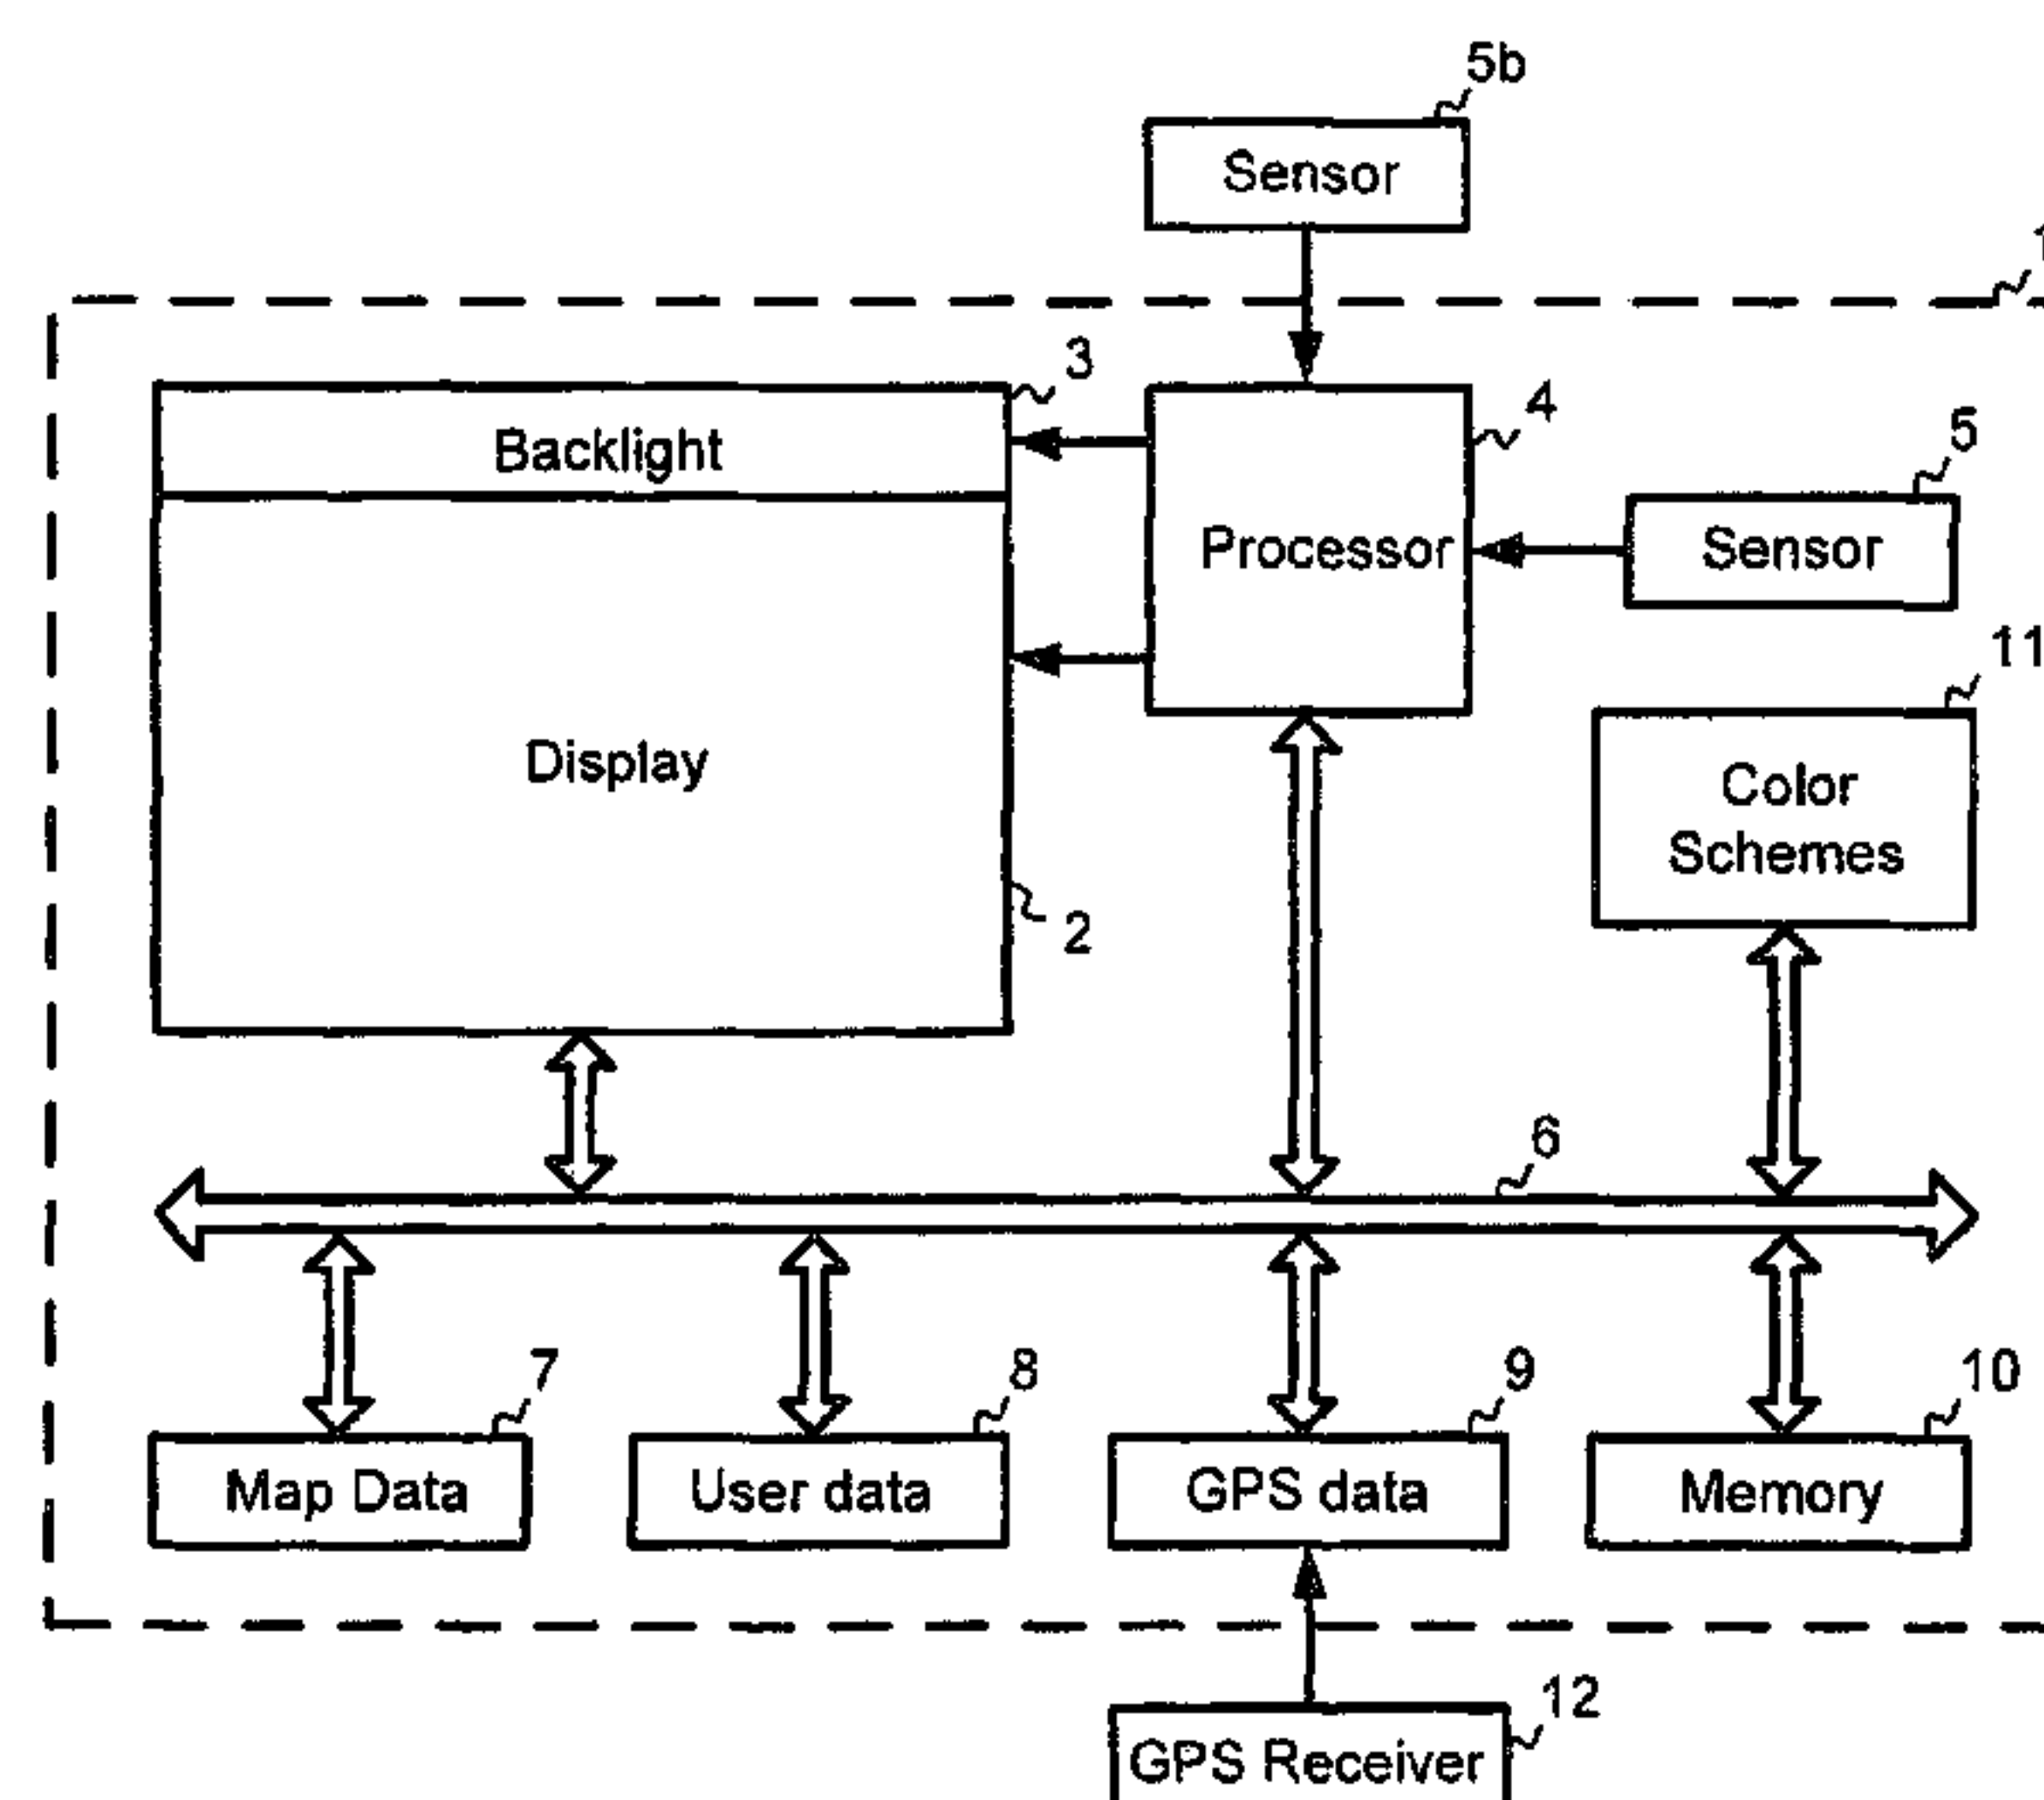 5b
Sensor
1
3
Backlight
4
Processor
5
Sensor
11
Color
Schemes
Display
2
6
7
Map Data
8
User data
9
GPS data
10
Memory
12
GPS Receiver